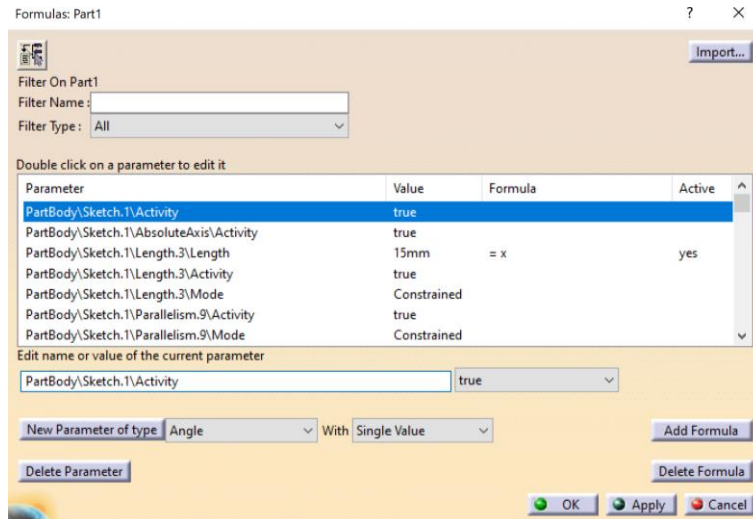 Formulas: Part1 ? ×
Import...
Filter On Part1
Filter Name :
Filter Type : All
Double click on a parameter to edit it
Parameter Value Formula Active
PartBody\Sketch.1\Activity true
PartBody\Sketch.1\AbsoluteAxis\Activity true
PartBody\Sketch.1\Length.3\Length 15mm = x yes
PartBody\Sketch.1\Length.3\Activity true
PartBody\Sketch.1\Length.3\Mode Constrained
PartBody\Sketch.1\Parallelism.9\Activity true
PartBody\Sketch.1\Parallelism.9\Mode Constrained
Edit name or value of the current parameter
PartBody\Sketch.1\Activity true
New Parameter of type Angle With Single Value Add Formula
Delete Parameter Delete Formula
OK Apply Cancel